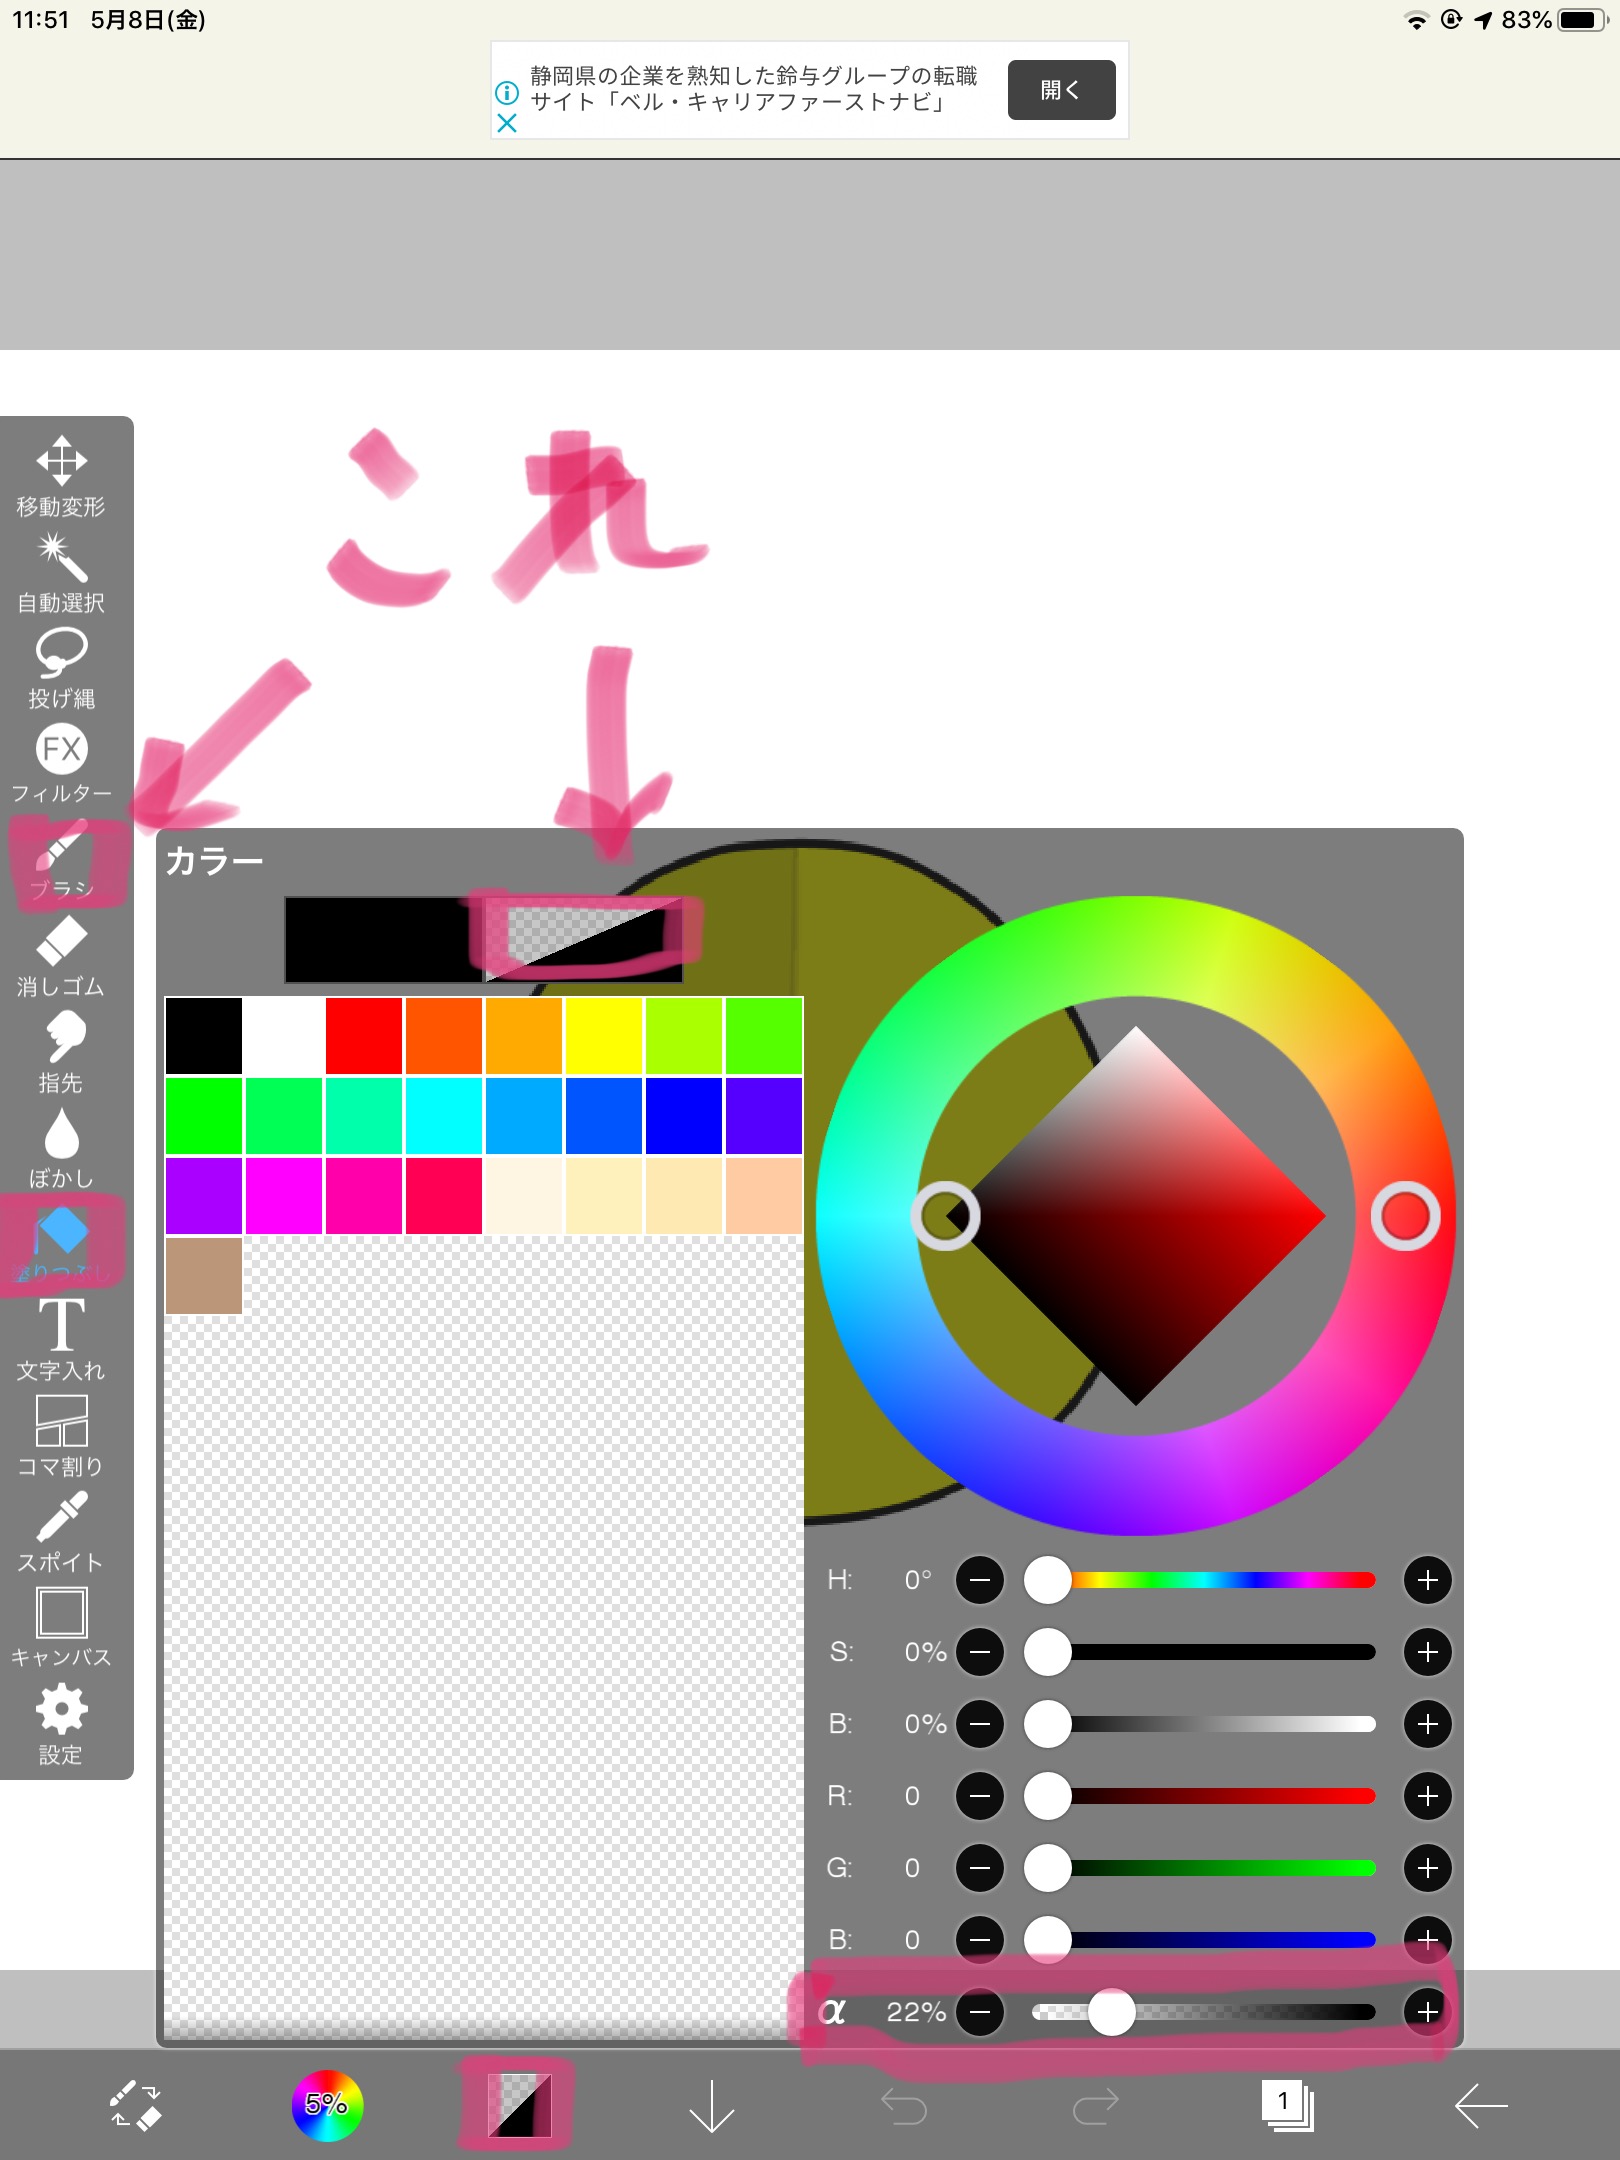 11:51 5月8日(金)
83%
静岡県の企業を熟知した鈴与グループの転職
サイト「ベル・キャリアファーストナビ」
開く
これ
移動変形
自動選択
投げ縄
FX
フィルター
ブラシ
消しゴム
指先
ぼかし
塗りつぶし
T
文字入れ
コマ割り
スポイト
キャンバス
設定
カラー
H: 0°
S: 0%
B: 0%
R: 0
G: 0
B: 0
α 22%
5%
1